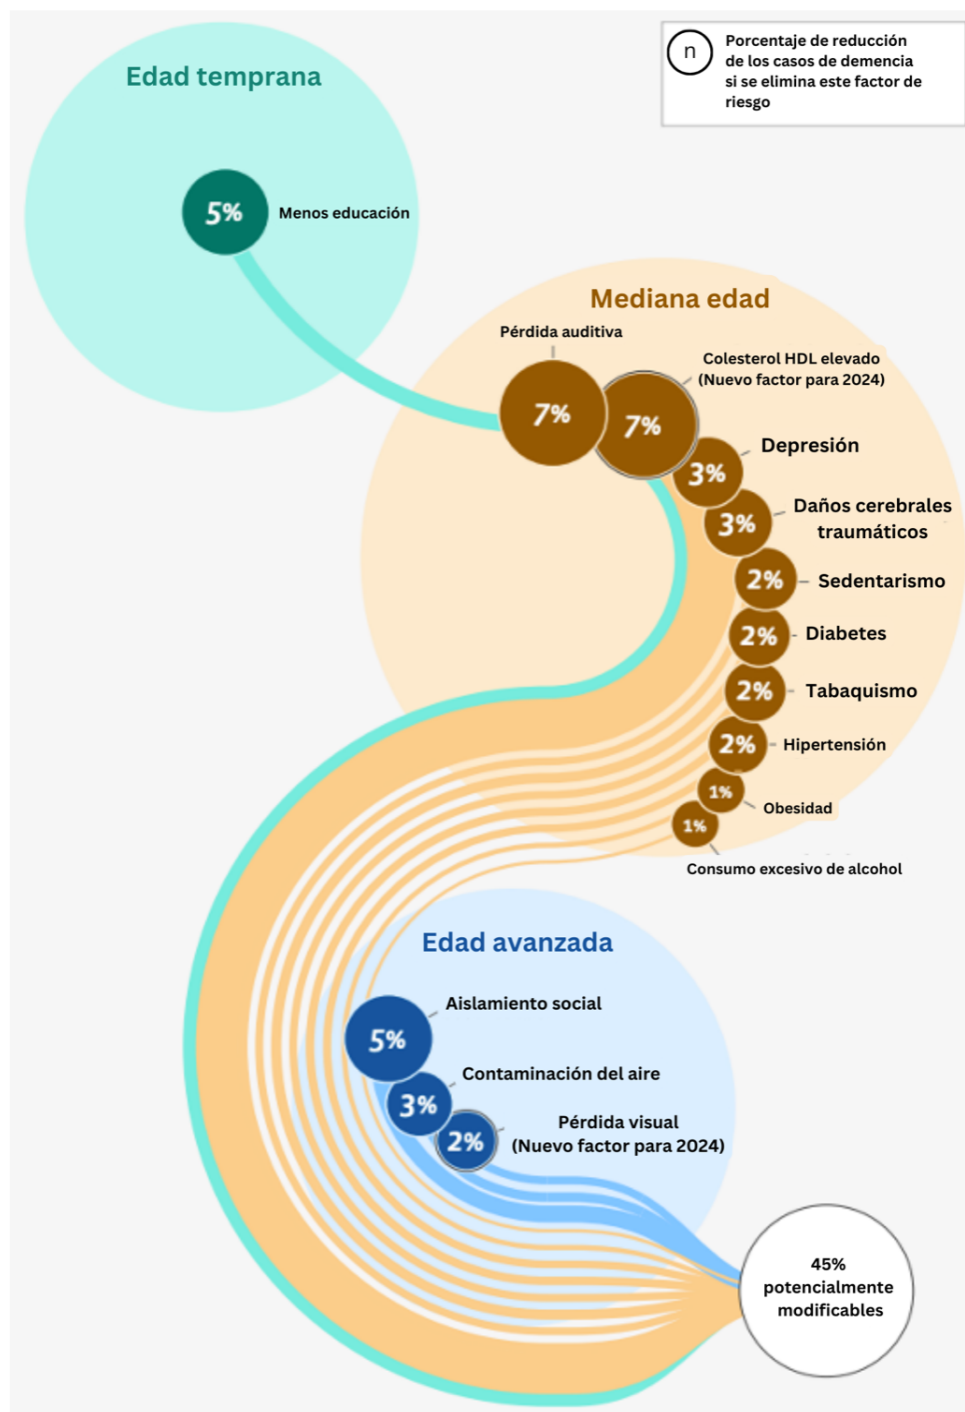 n
Porcentaje de reducción
de los casos de demencia
si se elimina este factor de
riesgo
Edad temprana
5%
Menos educación
Mediana edad
Pérdida auditiva
7%
Colesterol HDL elevado
(Nuevo factor para 2024)
7%
Depresión
3%
Daños cerebrales
traumáticos
3%
Sedentarismo
2%
Diabetes
2%
Tabaquismo
2%
Hipertensión
2%
Obesidad
1%
1%
Consumo excesivo de alcohol
Edad avanzada
Aislamiento social
5%
Contaminación del aire
3%
Pérdida visual
(Nuevo factor para 2024)
2%
45%
potencialmente
modificables